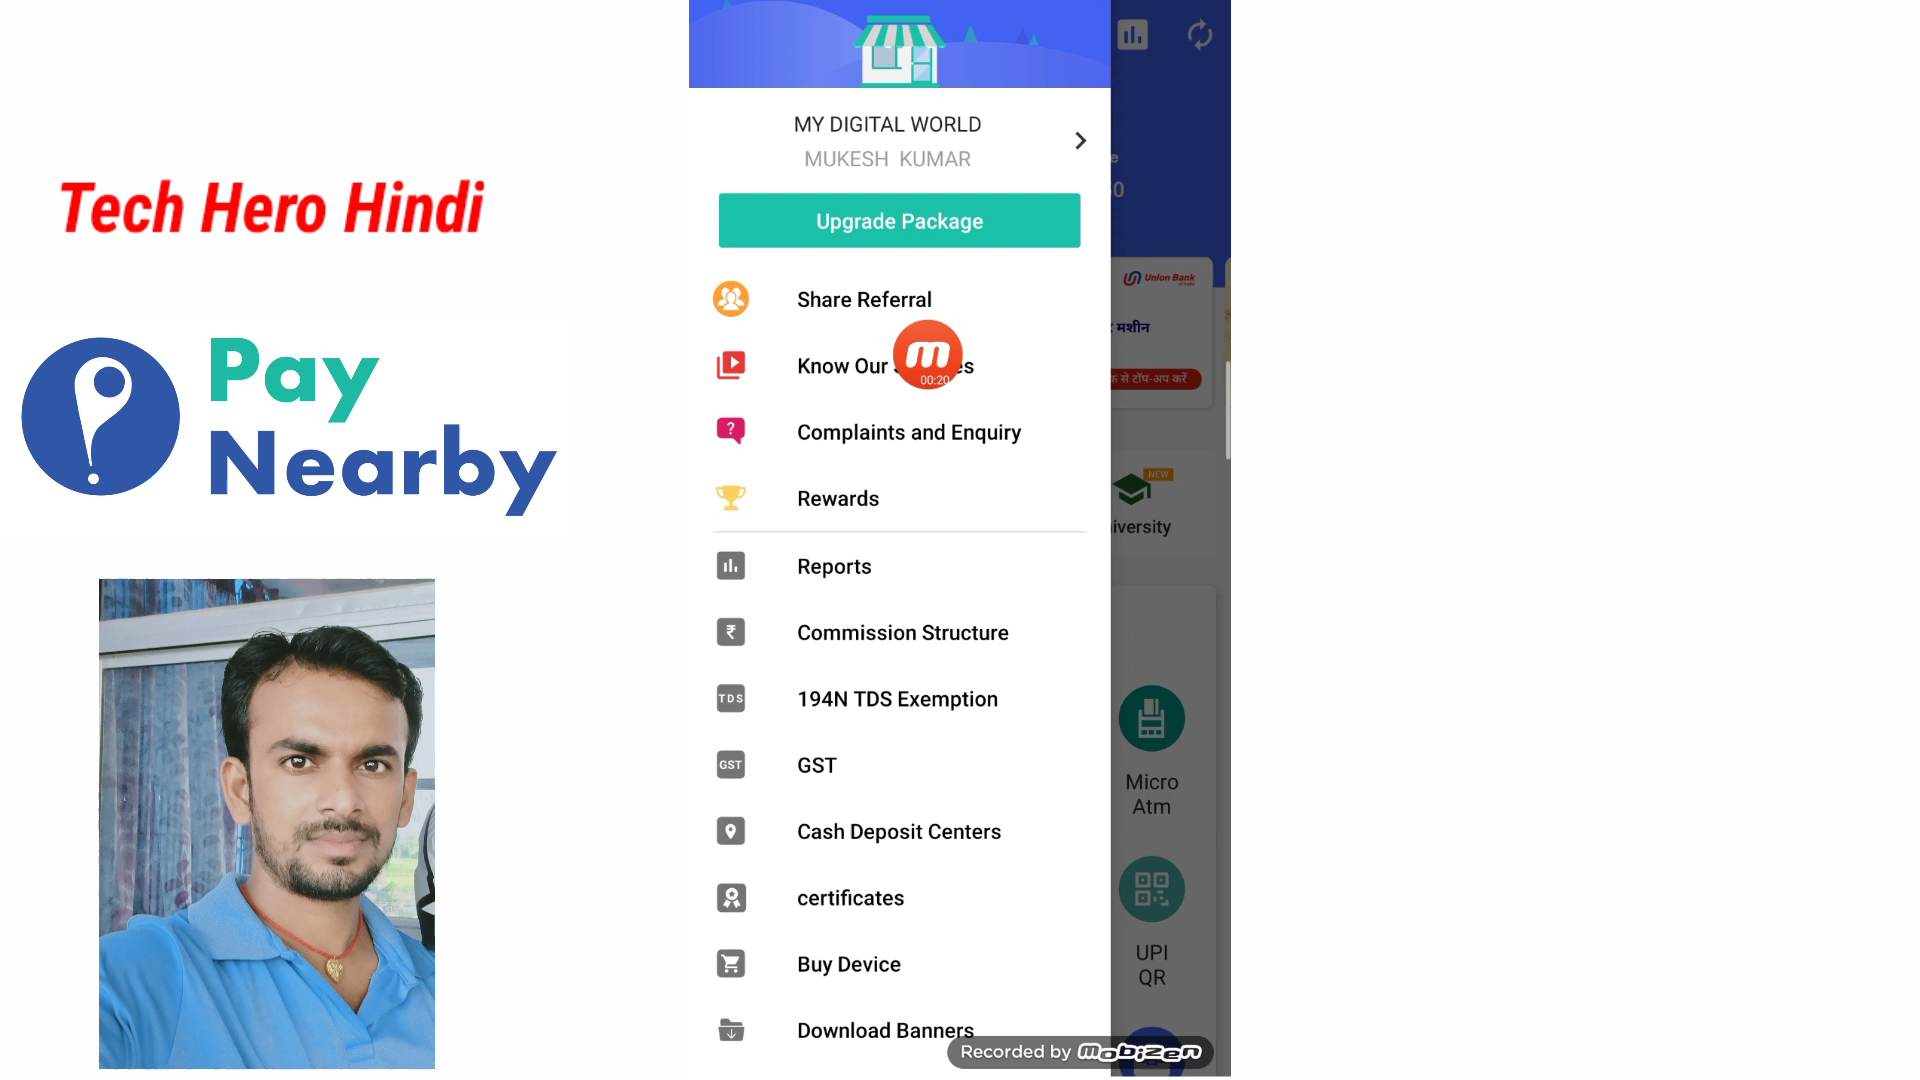 Tech Hero Hindi
Pay
Nearby
MY DIGITAL WORLD
MUKESH KUMAR
Upgrade Package
Share Referral
Know Our
00:20
Complaints and Enquiry
Rewards
Reports
₹
Commission Structure
TDS
194N TDS Exemption
GST
GST
Cash Deposit Centers
certificates
Buy Device
Download Banners
Union Bank
मशीन
से टॉप-अप करें
NEW
Micro
Atm
UPI
QR
Recorded by mobizen